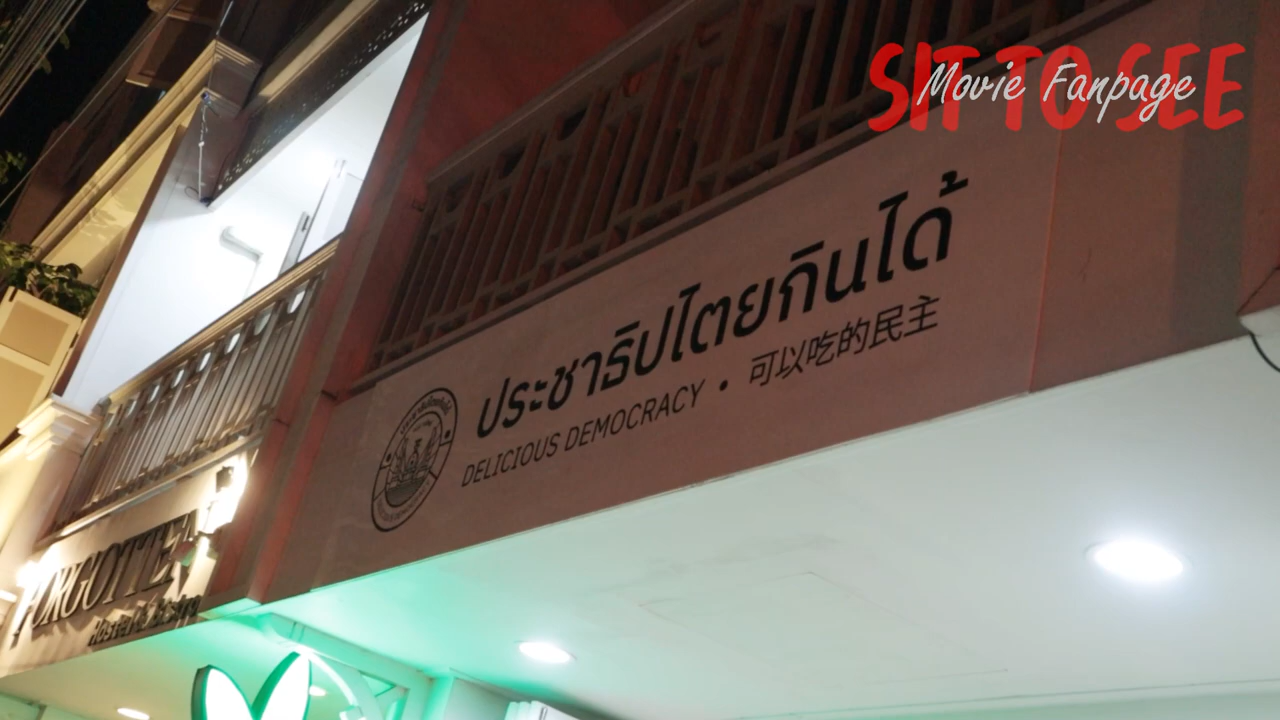 SIT TO SEE
Movie Fanpage
ประชาธิปไตยกินได้
DELICIOUS DEMOCRACY • 可以吃的民主
FORGOTTEN